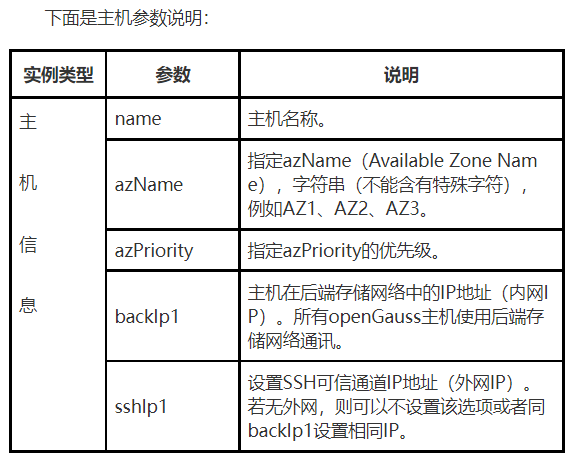 下面是主机参数说明：
实例类型 参数 说明
主
机
信
息
name 主机名称。
azName 指定azName（Available Zone Nam
e），字符串（不能含有特殊字符），
例如AZ1、AZ2、AZ3。
azPriority 指定azPriority的优先级。
backIp1 主机在后端存储网络中的IP地址（内网I
P）。所有openGauss主机使用后端存
储网络通讯。
sshIp1 设置SSH可信通道IP地址（外网IP）。
若无外网，则可以不设置该选项或者同
backIp1设置相同IP。